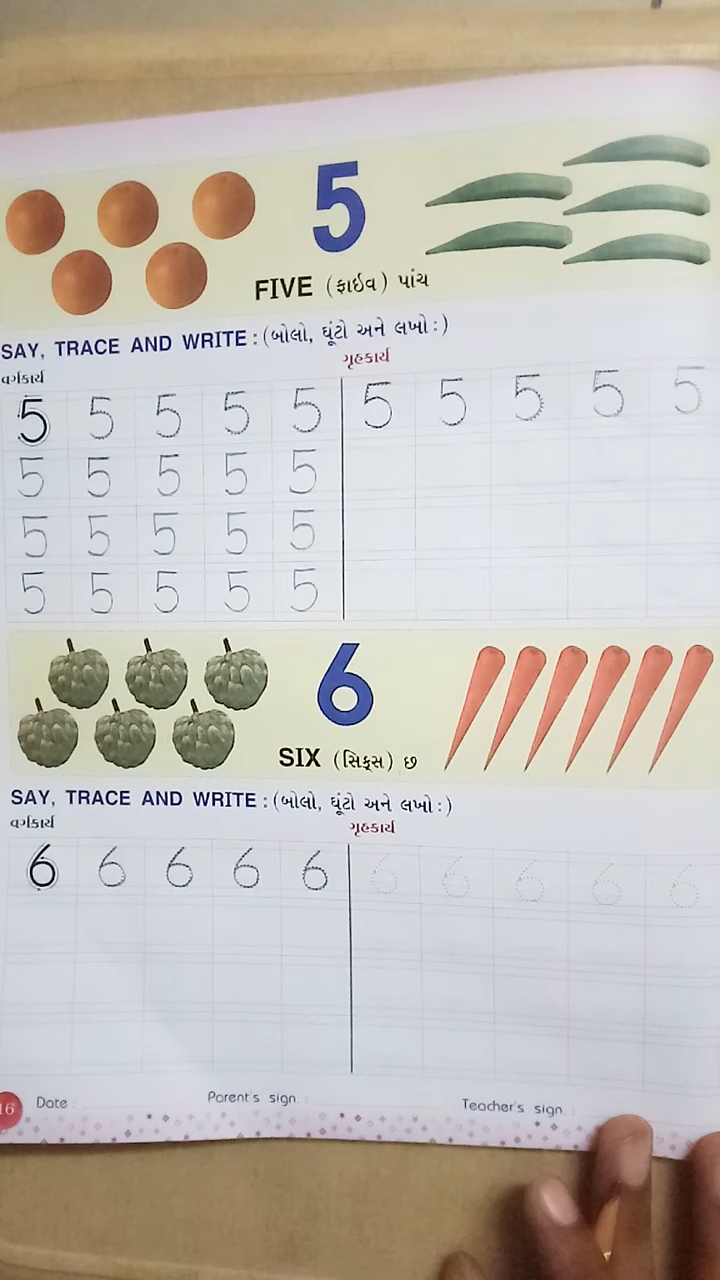 5
FIVE (ફાઇવ) પાંચ
SAY, TRACE AND WRITE : (બોલો, ઘૂંટો અને લખો :)
વર્ગકાર્ય ગૃહકાર્ય
5 5 5 5 5 5 5 5 5 5
5 5 5 5 5
5 5 5 5 5
5 5 5 5 5
6
SIX (સિક્સ) છ
SAY, TRACE AND WRITE : (બોલો, ઘૂંટો અને લખો :)
વર્ગકાર્ય ગૃહકાર્ય
6 6 6 6 6 6 6 6 6 6
16 Date : Parent's sign. : Teacher's sign. :